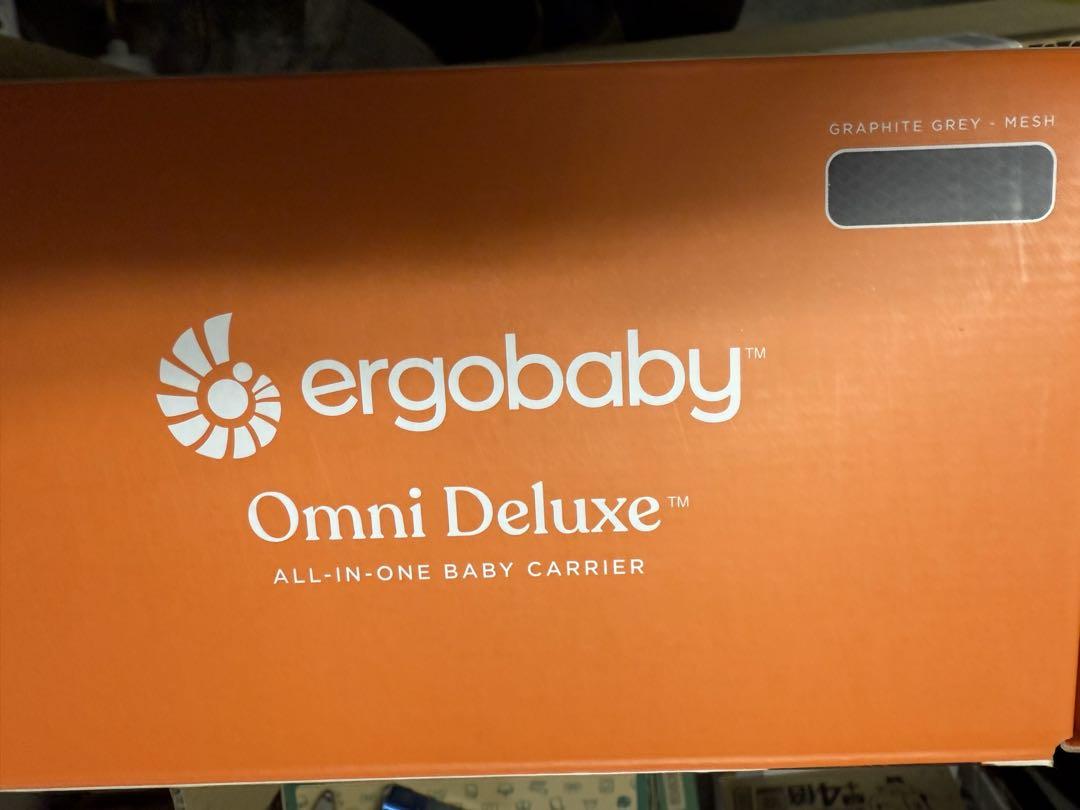 GRAPHITE GREY - MESH
ergobaby™
Omni Deluxe™
ALL-IN-ONE BABY CARRIER